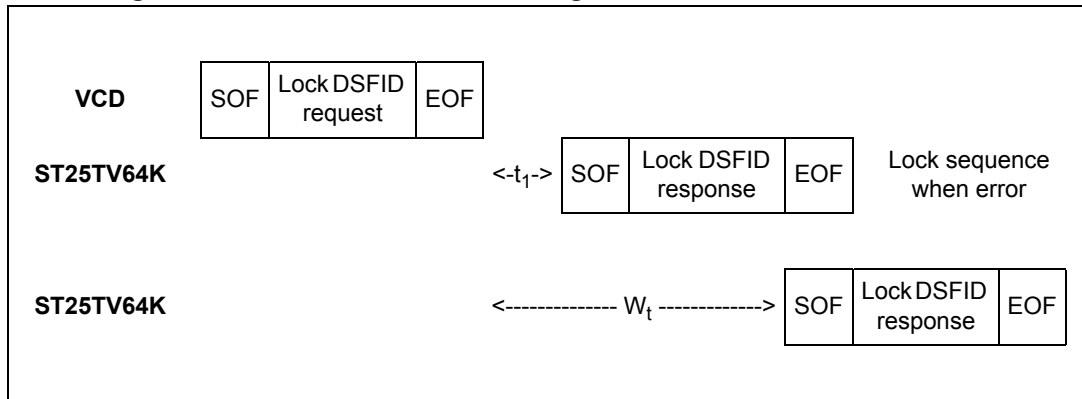 VCD SOF Lock DSFID request EOF
ST25TV64K <-t₁-> SOF Lock DSFID response EOF Lock sequence when error
ST25TV64K <-------------- Wₜ -------------> SOF Lock DSFID response EOF